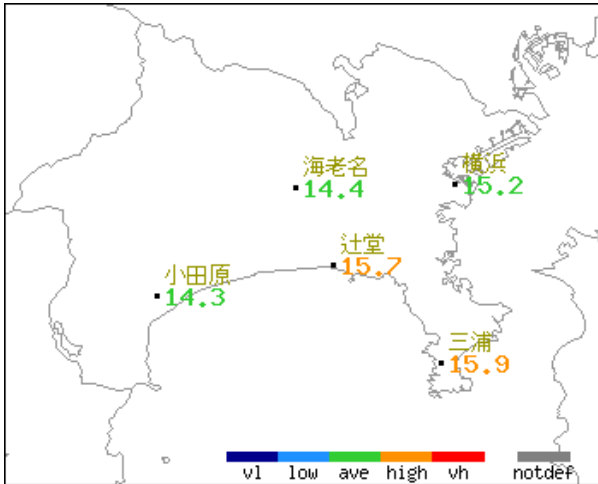 海老名
14.4
横浜
15.2
辻堂
15.7
小田原
14.3
三浦
15.9
vl low ave high vh notdef